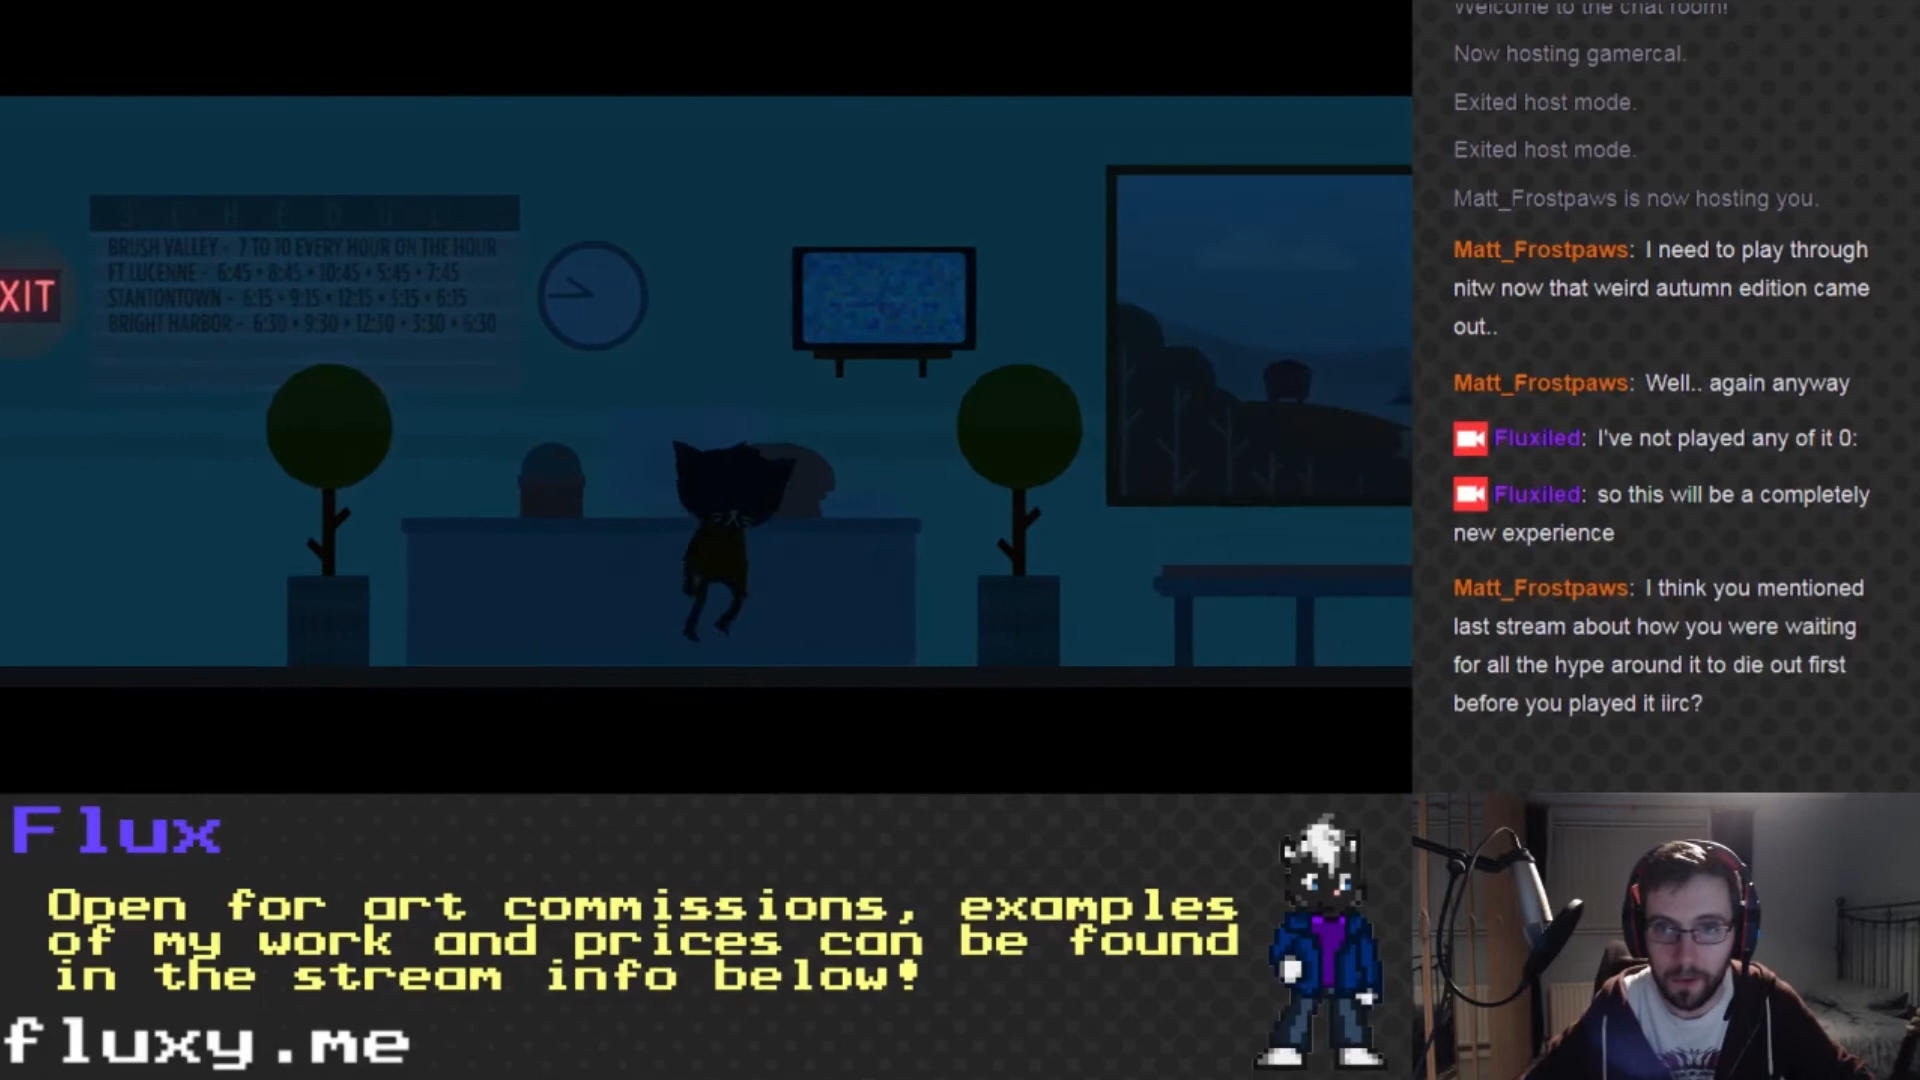 XIT
SCHEDULE
BRUSH VALLEY - 7 TO 10 EVERY HOUR ON THE HOUR
FT LUCENNE - 6:45 • 8:45 • 10:45 • 5:45 • 7:45
STANTONTOWN - 6:15 • 9:15 • 12:15 • 3:15 • 6:15
BRIGHT HARBOR - 6:30 • 9:30 • 12:30 • 3:30 • 6:30
Welcome to the chat room!
Now hosting gamercal.
Exited host mode.
Exited host mode.
Matt_Frostpaws is now hosting you.
Matt_Frostpaws: I need to play through
nitw now that weird autumn edition came
out..
Matt_Frostpaws: Well.. again anyway
Fluxiled: I've not played any of it 0:
Fluxiled: so this will be a completely
new experience
Matt_Frostpaws: I think you mentioned
last stream about how you were waiting
for all the hype around it to die out first
before you played it iirc?
Flux
Open for art commissions, examples
of my work and prices can be found
in the stream info below!
fluxy.me